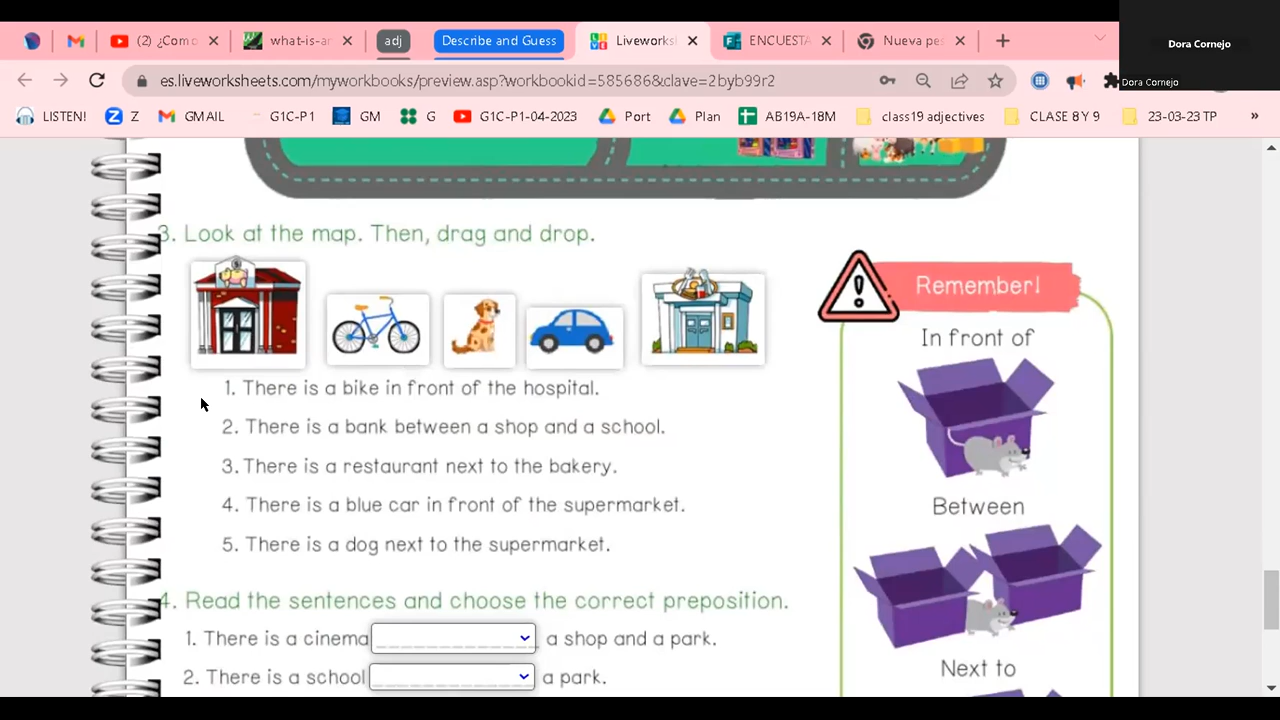 Dora Cornejo
Dora Cornejo
(2) ¿Como
what-is-ar
adj
Describe and Guess
Liveworks
ENCUESTA
Nueva pes
es.liveworksheets.com/myworkbooks/preview.asp?workbookid=585686&clave=2byb99r2
LISTEN! Z GMAIL G1C-P1 GM G G1C-P1-04-2023 Port Plan AB19A-18M class19 adjectives CLASE 8 Y 9 23-03-23 TP »
3. Look at the map. Then, drag and drop.
1. There is a bike in front of the hospital.
2. There is a bank between a shop and a school.
3. There is a restaurant next to the bakery.
4. There is a blue car in front of the supermarket.
5. There is a dog next to the supermarket.
Remember!
In front of
Between
Next to
4. Read the sentences and choose the correct preposition.
1. There is a cinema a shop and a park.
2. There is a school a park.